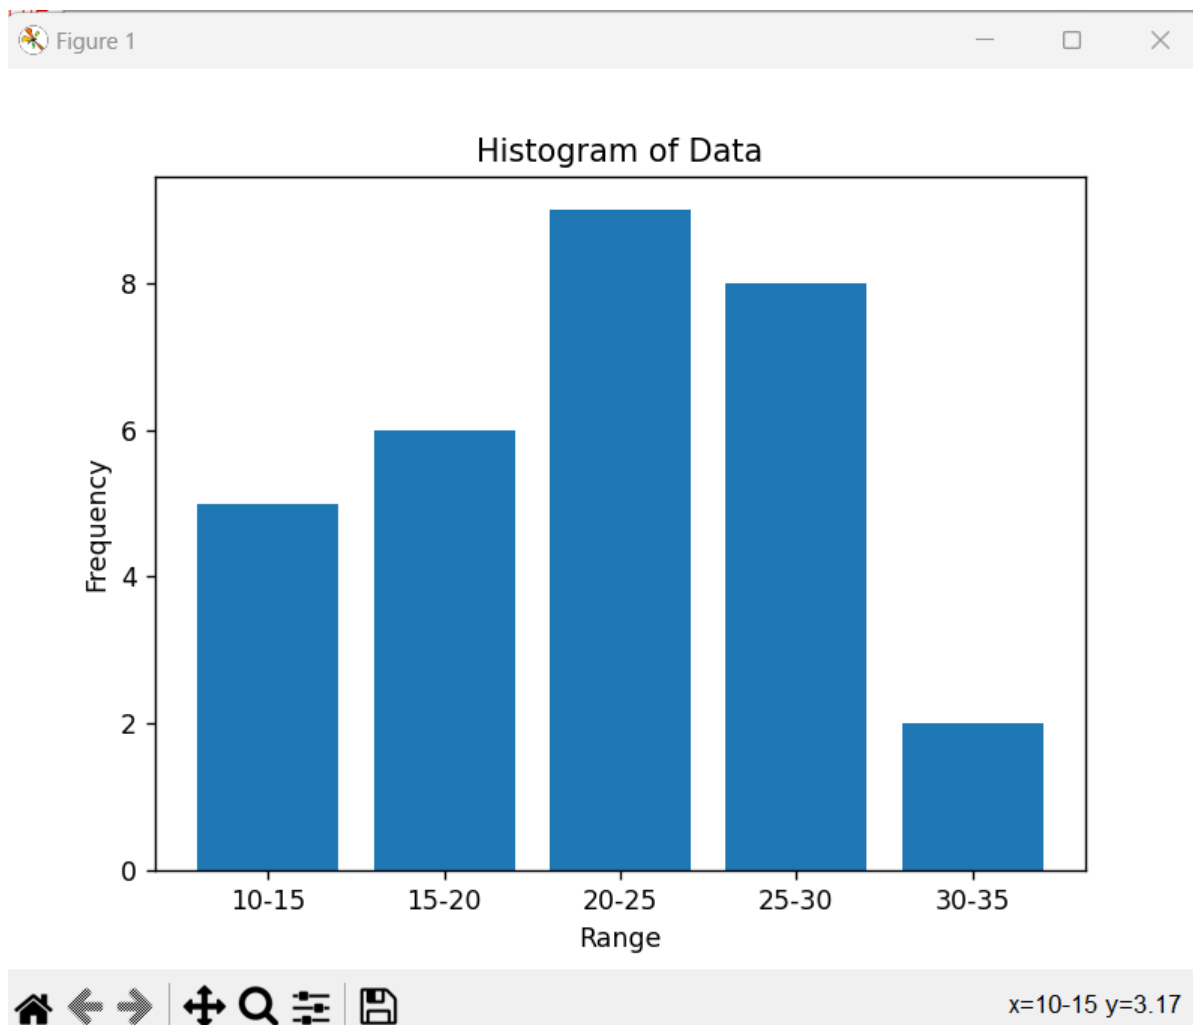 Figure 1
Histogram of Data
8
6
4
2
0
Frequency
10-15 15-20 20-25 25-30 30-35
Range
x=10-15 y=3.17